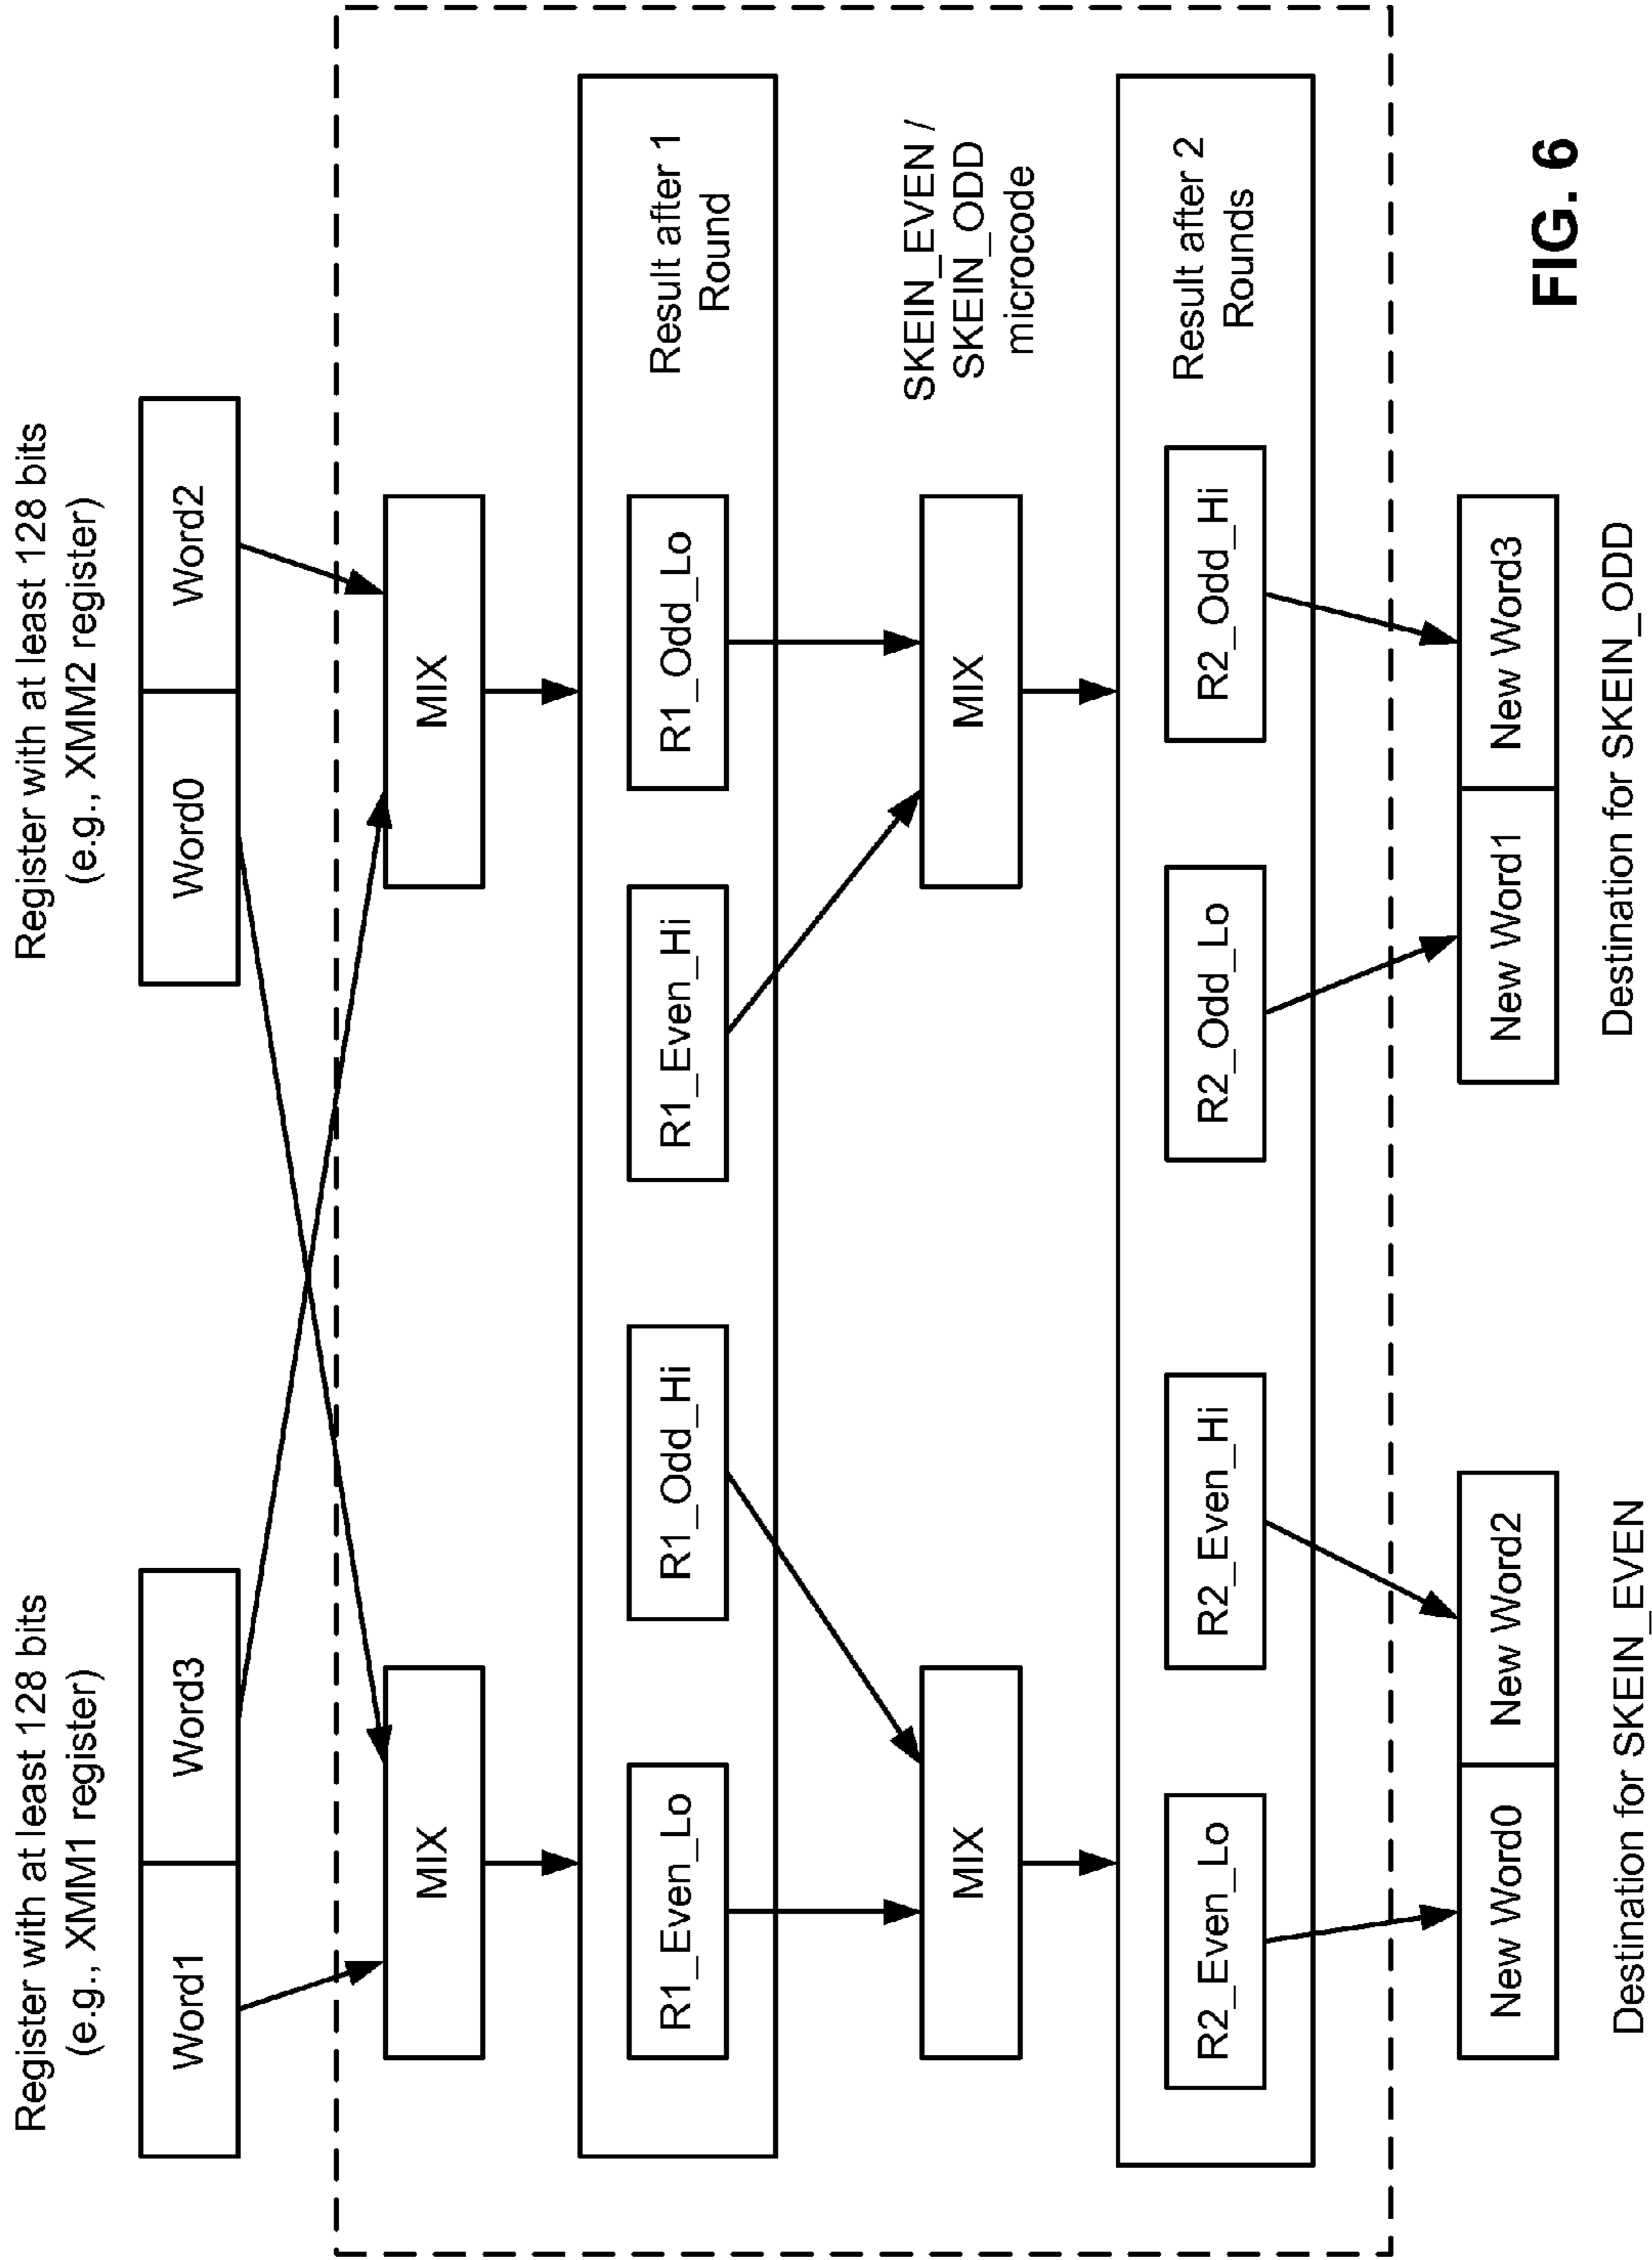 Register with at least 128 bits
(e.g., XMM1 register)
Register with at least 128 bits
(e.g., XMM2 register)
Word1
Word3
Word0
Word2
MIX
MIX
R1_Even_Lo
R1_Odd_Hi
R1_Even_Hi
R1_Odd_Lo
Result after 1
Round
MIX
MIX
SKEIN_EVEN /
SKEIN_ODD
microcode
R2_Even_Lo
R2_Even_Hi
R2_Odd_Lo
R2_Odd_Hi
Result after 2
Rounds
New Word0
New Word2
New Word1
New Word3
Destination for SKEIN_EVEN
Destination for SKEIN_ODD
FIG. 6